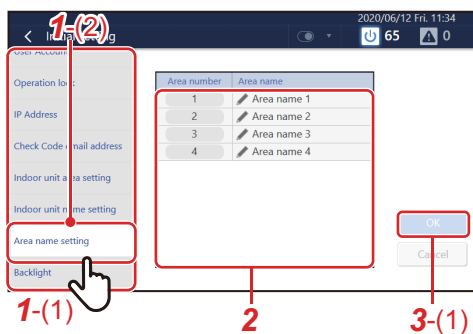 2020/06/12 Fri. 11:34
1-(2)
65
0
User Account
Operation lock
IP Address
Check Code email address
Indoor unit area setting
Indoor unit name setting
Area name setting
Backlight
Area number Area name
1 Area name 1
2 Area name 2
3 Area name 3
4 Area name 4
OK
Cancel
1-(1)
2
3-(1)